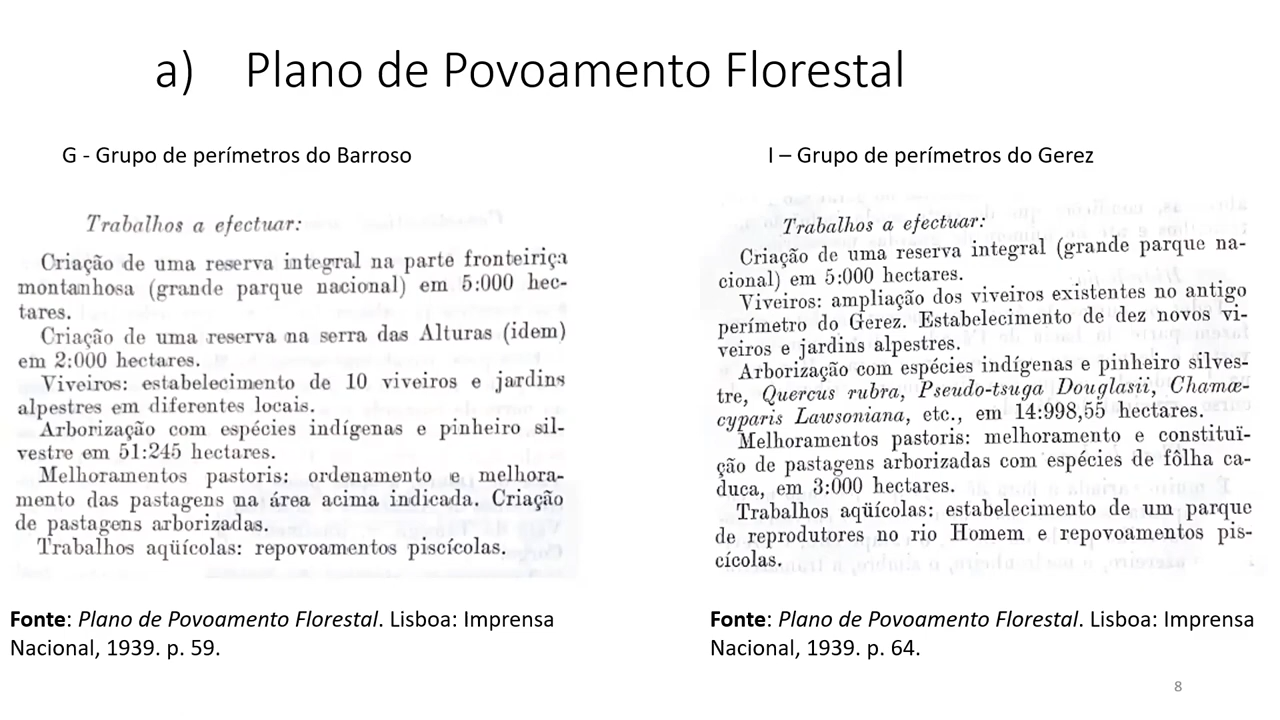 a) Plano de Povoamento Florestal
G - Grupo de perímetros do Barroso
Trabalhos a efectuar:
Criação de uma reserva integral na parte fronteiriça
montanhosa (grande parque nacional) em 5:000 hec-
tares.
Criação de uma reserva na serra das Alturas (idem)
em 2:000 hectares.
Viveiros: estabelecimento de 10 viveiros e jardins
alpestres em diferentes locais.
Arborização com espécies indígenas e pinheiro sil-
vestre em 51:245 hectares.
Melhoramentos pastoris: ordenamento e melhora-
mento das pastagens na área acima indicada. Criação
de pastagens arborizadas.
Trabalhos aqüícolas: repovoamentos piscícolas.
Fonte: Plano de Povoamento Florestal. Lisboa: Imprensa
Nacional, 1939. p. 59.
I – Grupo de perímetros do Gerez
Trabalhos a efectuar:
Criação de uma reserva integral (grande parque na-
cional) em 5:000 hectares.
Viveiros: ampliação dos viveiros existentes no antigo
perímetro do Gerez. Estabelecimento de dez novos vi-
veiros e jardins alpestres.
Arborização com espécies indígenas e pinheiro silves-
tre, Quercus rubra, Pseudo-tsuga Douglasii, Chamæ-
cyparis Lawsoniana, etc., em 14:998,55 hectares.
Melhoramentos pastoris: melhoramento e constituï-
ção de pastagens arborizadas com espécies de fôlha ca-
duca, em 3:000 hectares.
Trabalhos aqüícolas: estabelecimento de um parque
de reprodutores no rio Homem e repovoamentos pis-
cícolas.
Fonte: Plano de Povoamento Florestal. Lisboa: Imprensa
Nacional, 1939. p. 64.
8